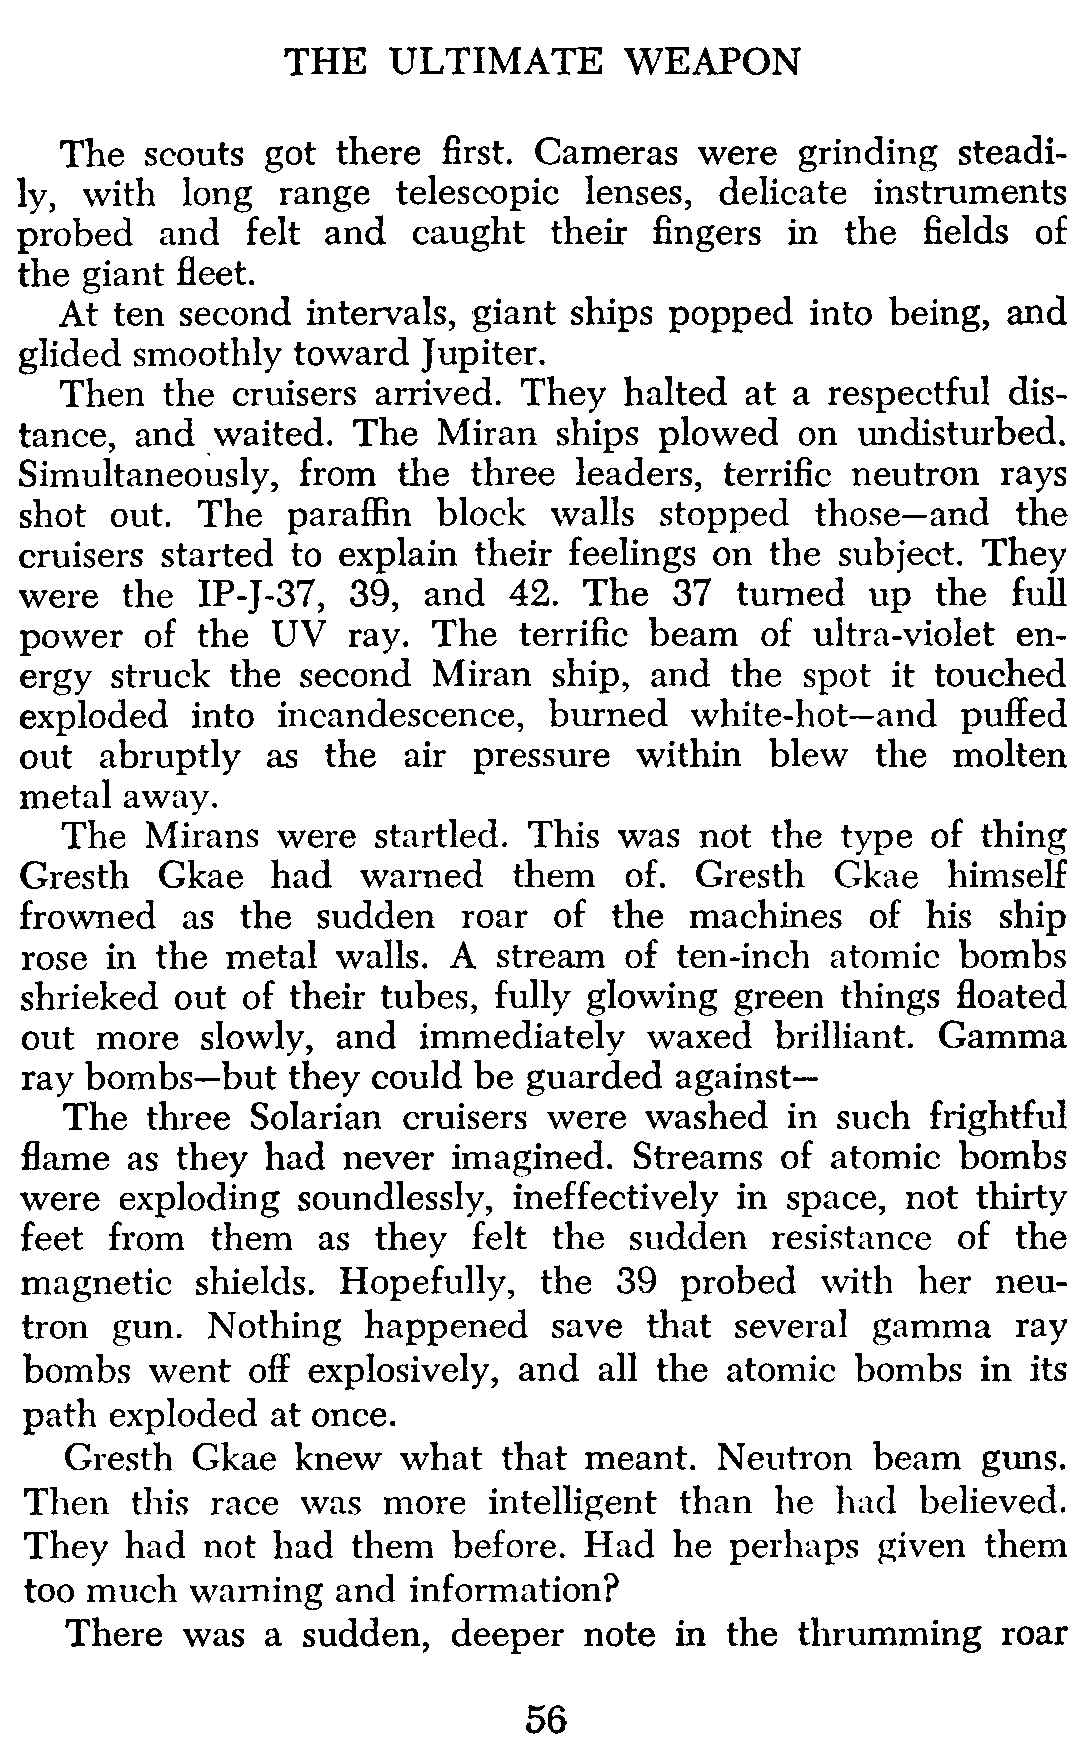 THE ULTIMATE WEAPON
The scouts got there first. Cameras were grinding steadi-
ly, with long range telescopic lenses, delicate instruments
probed and felt and caught their fingers in the fields of
the giant fleet.
At ten second intervals, giant ships popped into being, and
glided smoothly toward Jupiter.
Then the cruisers arrived. They halted at a respectful dis-
tance, and waited. The Miran ships plowed on undisturbed.
Simultaneously, from the three leaders, terrific neutron rays
shot out. The paraffin block walls stopped those—and the
cruisers started to explain their feelings on the subject. They
were the IP-J-37, 39, and 42. The 37 turned up the full
power of the UV ray. The terrific beam of ultra-violet en-
ergy struck the second Miran ship, and the spot it touched
exploded into incandescence, burned white-hot—and puffed
out abruptly as the air pressure within blew the molten
metal away.
The Mirans were startled. This was not the type of thing
Gresth Gkae had warned them of. Gresth Gkae himself
frowned as the sudden roar of the machines of his ship
rose in the metal walls. A stream of ten-inch atomic bombs
shrieked out of their tubes, fully glowing green things floated
out more slowly, and immediately waxed brilliant. Gamma
ray bombs—but they could be guarded against—
The three Solarian cruisers were washed in such frightful
flame as they had never imagined. Streams of atomic bombs
were exploding soundlessly, ineffectively in space, not thirty
feet from them as they felt the sudden resistance of the
magnetic shields. Hopefully, the 39 probed with her neu-
tron gun. Nothing happened save that several gamma ray
bombs went off explosively, and all the atomic bombs in its
path exploded at once.
Gresth Gkae knew what that meant. Neutron beam guns.
Then this race was more intelligent than he had believed.
They had not had them before. Had he perhaps given them
too much warning and information?
There was a sudden, deeper note in the thrumming roar
56